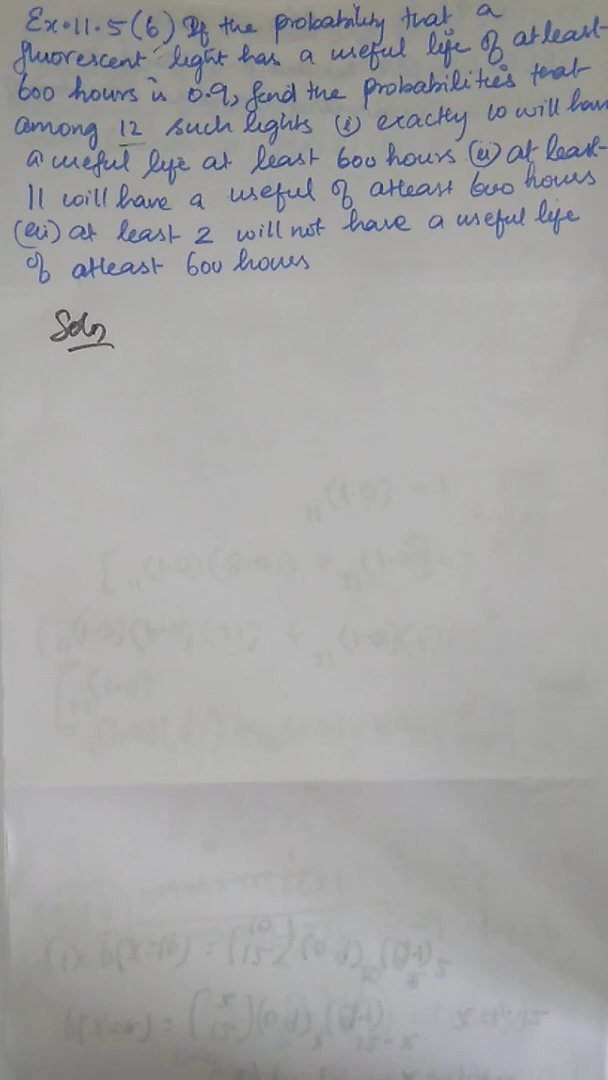 Ex.11.5(6) If the probability that a
fluorescent light has a useful life of at least
600 hours is 0.9, find the probabilities that
among 12 such lights (i) exactly 10 will have
a useful life at least 600 hours (ii) at least
11 will have a useful of atleast 600 hours
(iii) at least 2 will not have a useful life
of atleast 600 hours
Soln